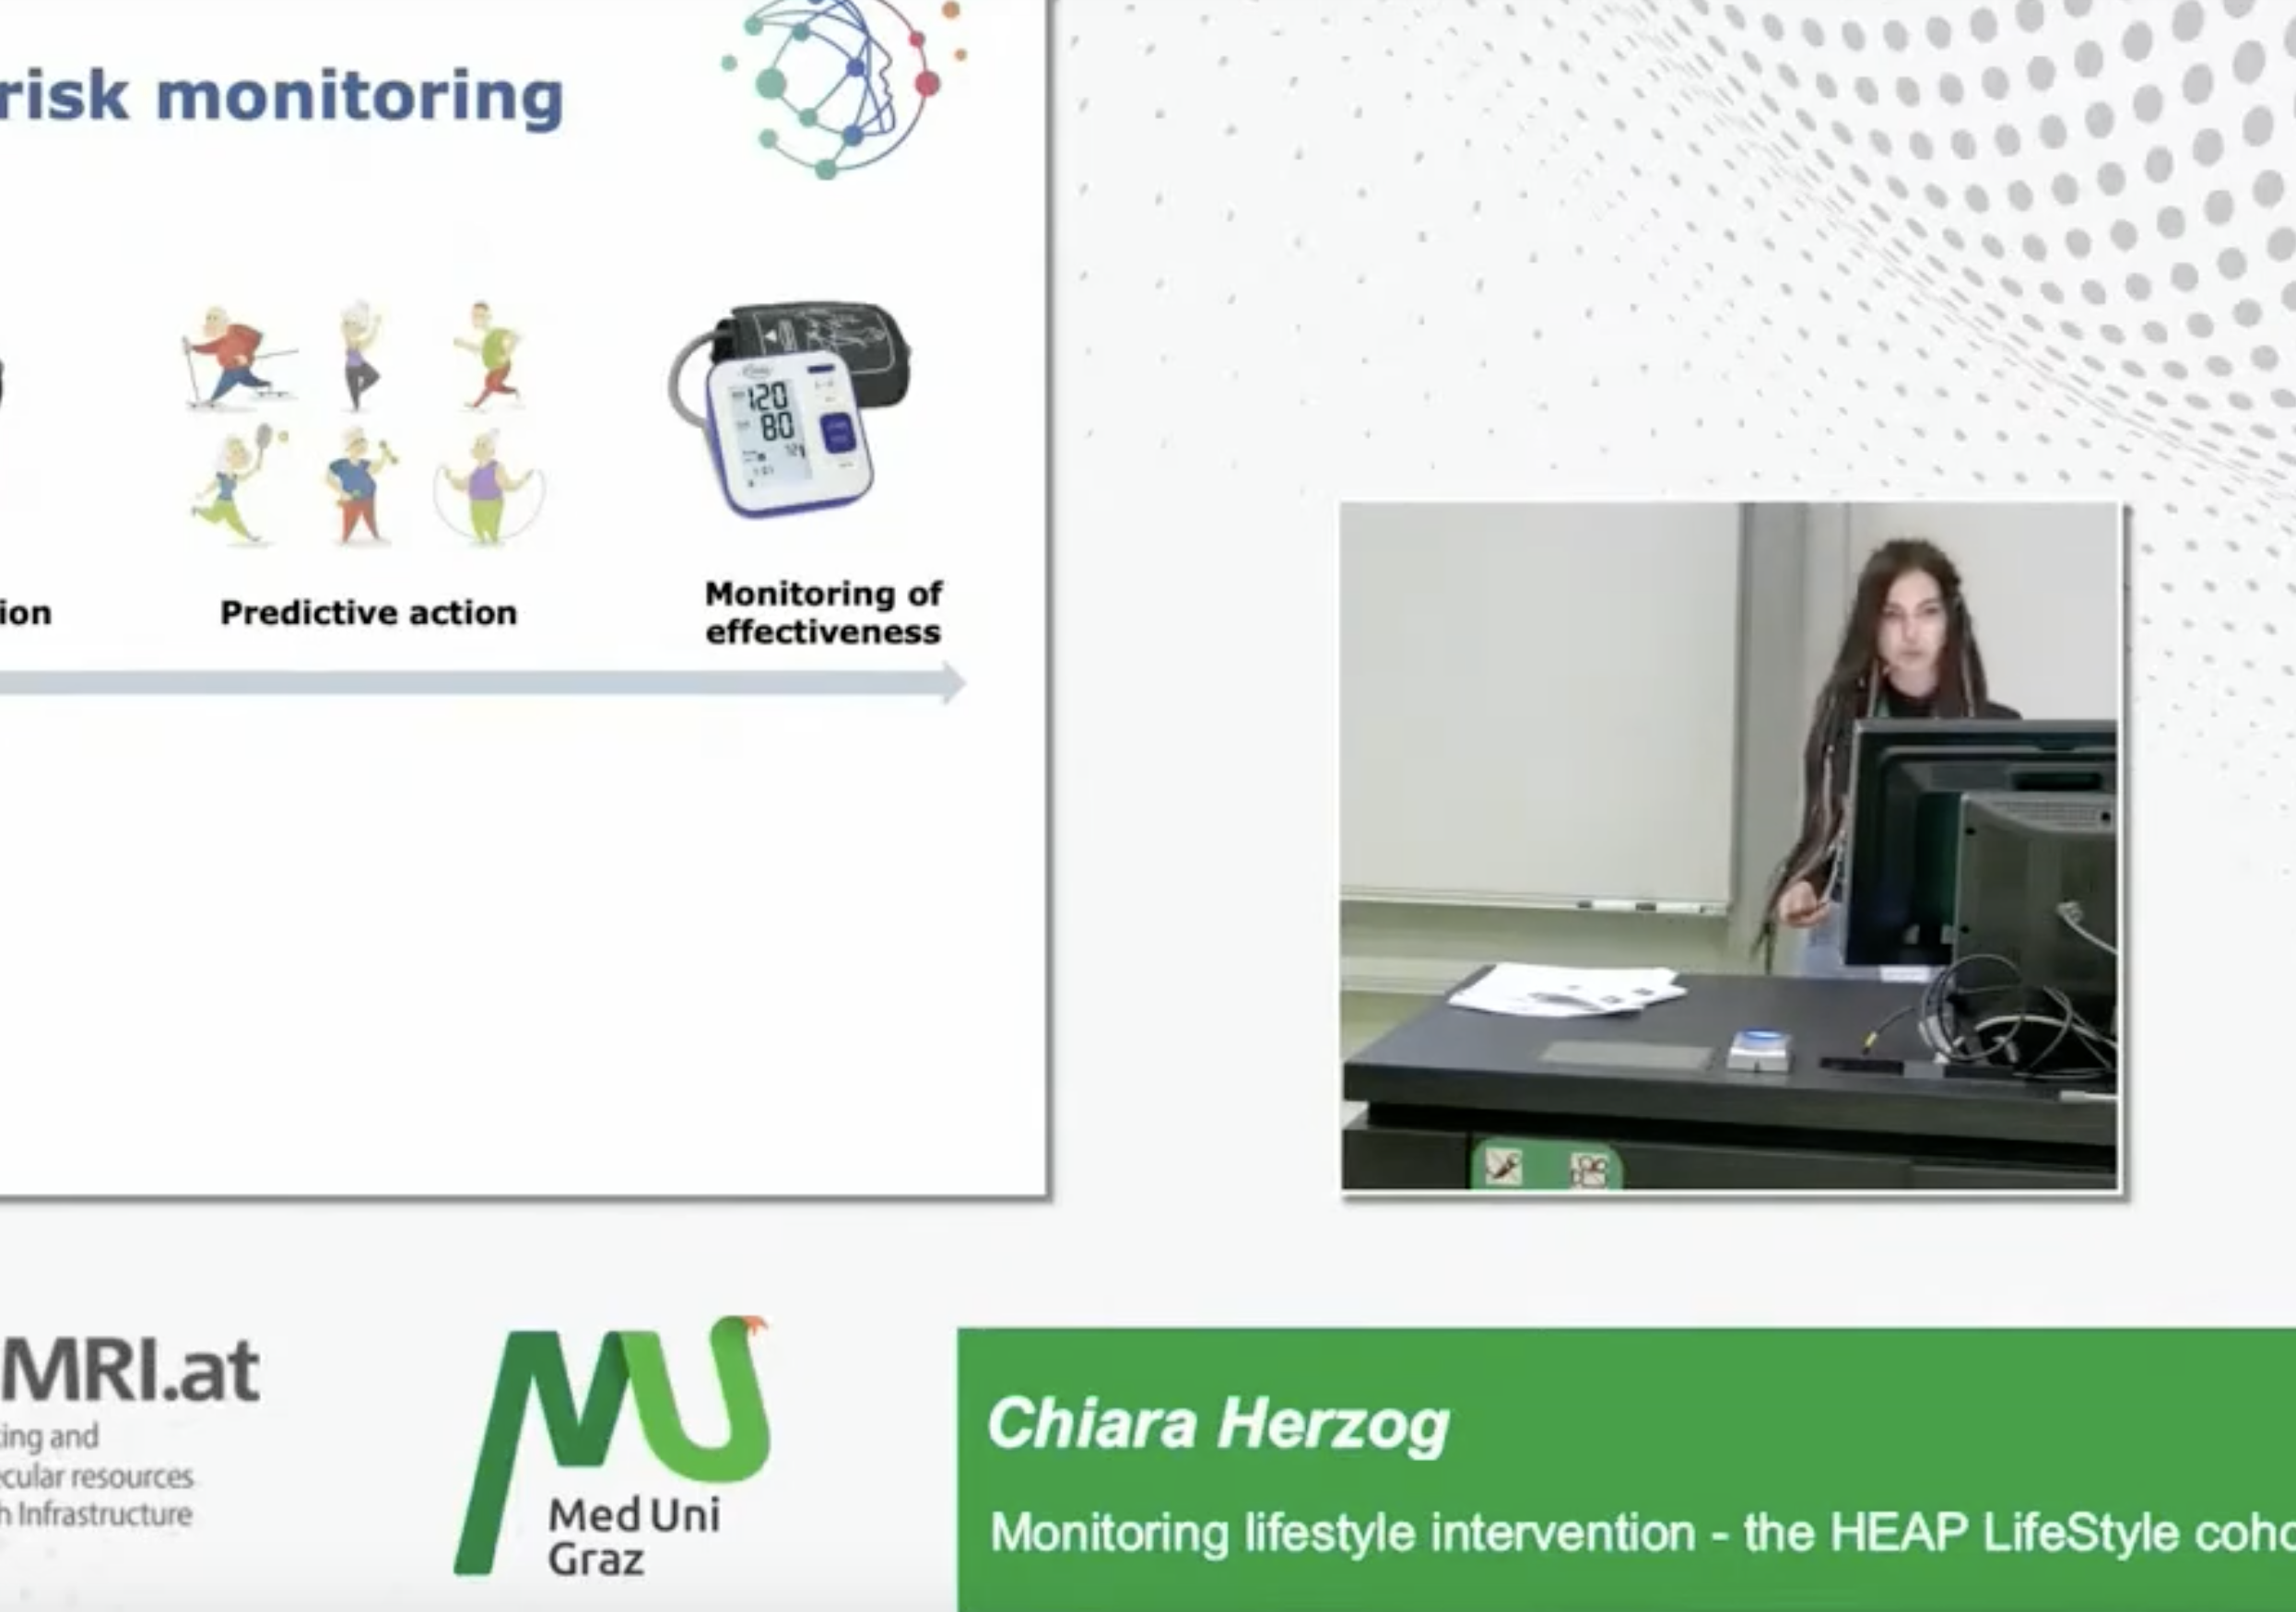 risk monitoring
120
80
ion
Predictive action
Monitoring of
effectiveness
MRI.at
ing and
cular resources
h Infrastructure
Med Uni
Graz
Chiara Herzog
Monitoring lifestyle intervention - the HEAP LifeStyle coho